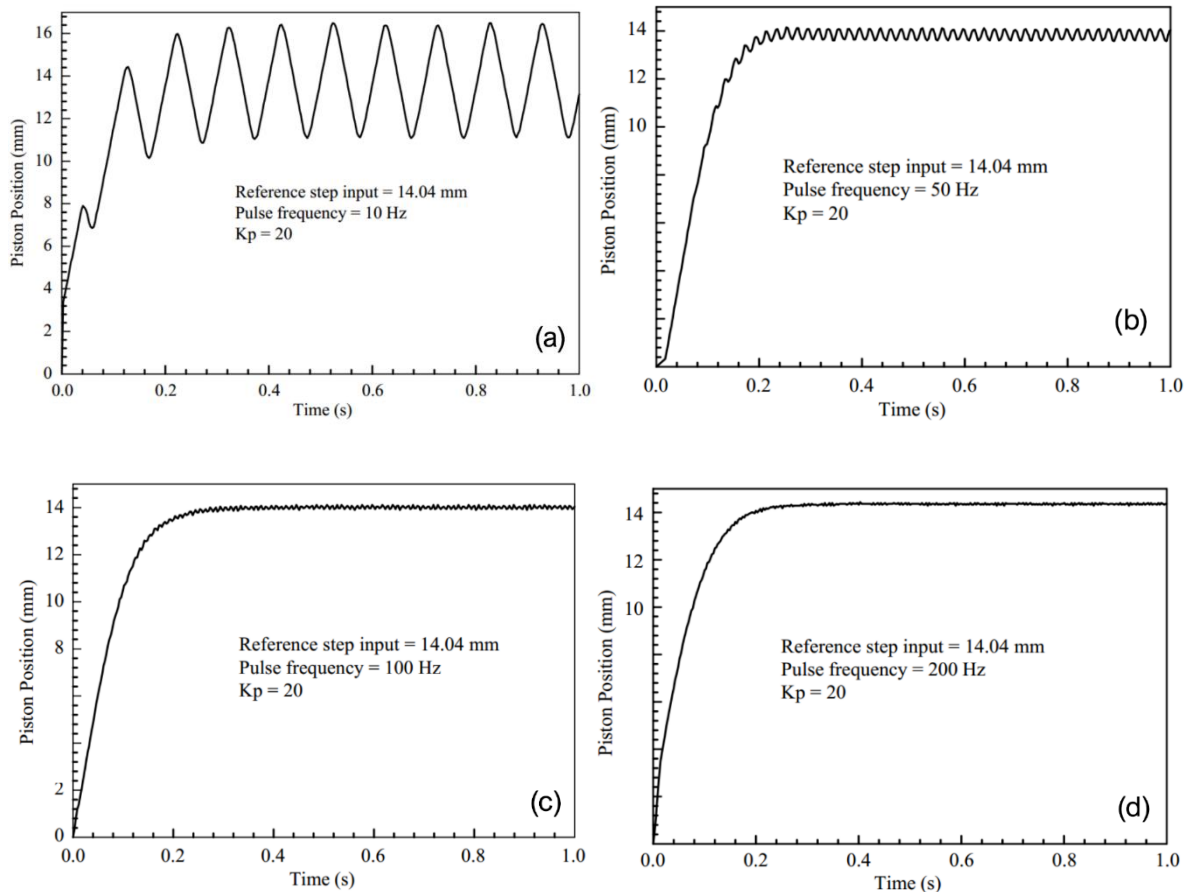 16
14
12
10
8
6
4
2
0
Piston Position (mm)
Reference step input = 14.04 mm
Pulse frequency = 10 Hz
Kp = 20
(a)
0.0 0.2 0.4 0.6 0.8 1.0
Time (s)
14
12
10
Piston Position (mm)
Reference step input = 14.04 mm
Pulse frequency = 50 Hz
Kp = 20
(b)
0.0 0.2 0.4 0.6 0.8 1.0
Time (s)
14
12
10
8
2
0
Piston Position (mm)
Reference step input = 14.04 mm
Pulse frequency = 100 Hz
Kp = 20
(c)
0.0 0.2 0.4 0.6 0.8 1.0
Time (s)
14
12
10
Piston Position (mm)
Reference step input = 14.04 mm
Pulse frequency = 200 Hz
Kp = 20
(d)
0.0 0.2 0.4 0.6 0.8 1.0
Time (s)